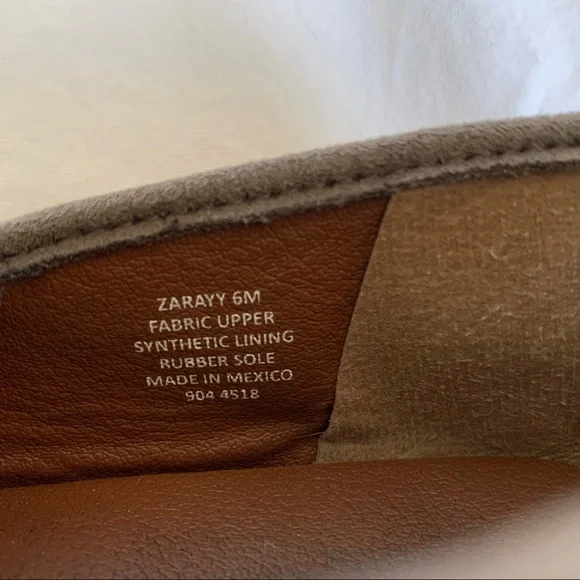 ZARAYY 6M
FABRIC UPPER
SYNTHETIC LINING
RUBBER SOLE
MADE IN MEXICO
904 4518